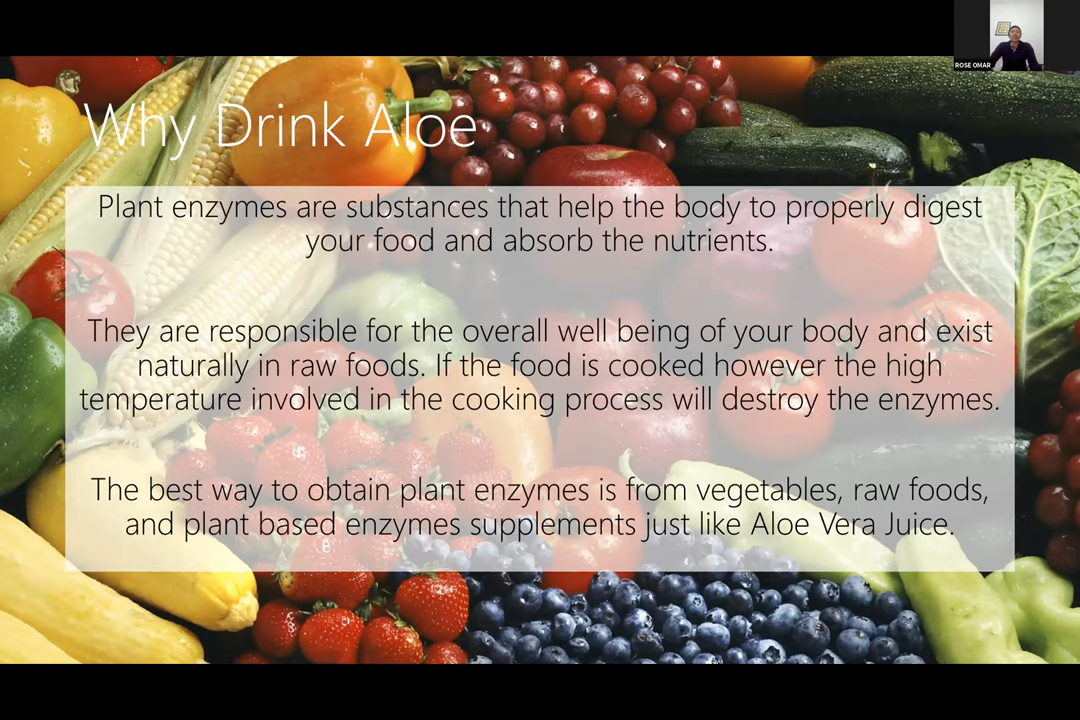 ROSE OMAR
Why Drink Aloe
Plant enzymes are substances that help the body to properly digest
your food and absorb the nutrients.
They are responsible for the overall well being of your body and exist
naturally in raw foods. If the food is cooked however the high
temperature involved in the cooking process will destroy the enzymes.
The best way to obtain plant enzymes is from vegetables, raw foods,
and plant based enzymes supplements just like Aloe Vera Juice.